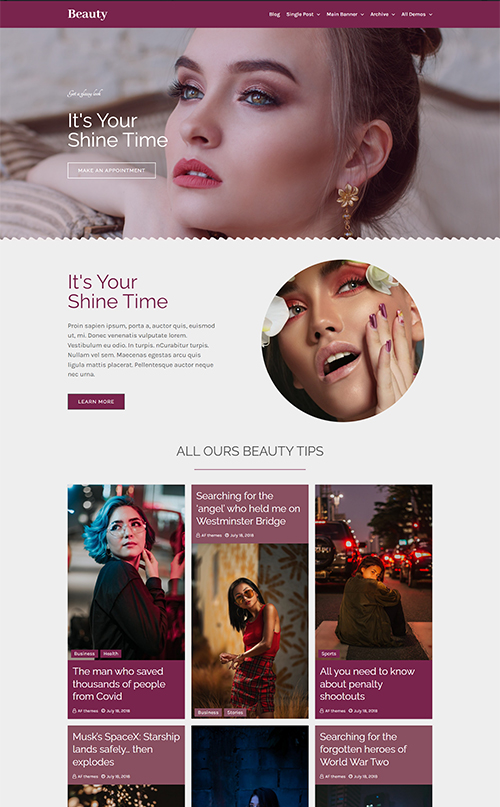 Beauty
Blog Single Post Main Banner Archive All Demos
Get a glossy look
It's Your
Shine Time
MAKE AN APPOINTMENT
It's Your
Shine Time
Proin sapien ipsum, porta a, auctor quis, euismod
ut, mi. Donec venenatis vulputate lorem.
Vestibulum eu odio. In turpis. nCurabitur turpis.
Nullam vel sem. Maecenas egestas arcu quis
ligula mattis placerat. Pellentesque auctor neque
nec urna.
LEARN MORE
ALL OURS BEAUTY TIPS
Business Health
The man who saved
thousands of people
from Covid
AF themes July 18, 2018
Searching for the
'angel' who held me on
Westminster Bridge
AF themes July 18, 2018
Business Stories
Sports
All you need to know
about penalty
shootouts
AF themes July 18, 2018
Musk's SpaceX: Starship
lands safely... then
explodes
AF themes July 18, 2018
Searching for the
forgotten heroes of
World War Two
AF themes July 18, 2018